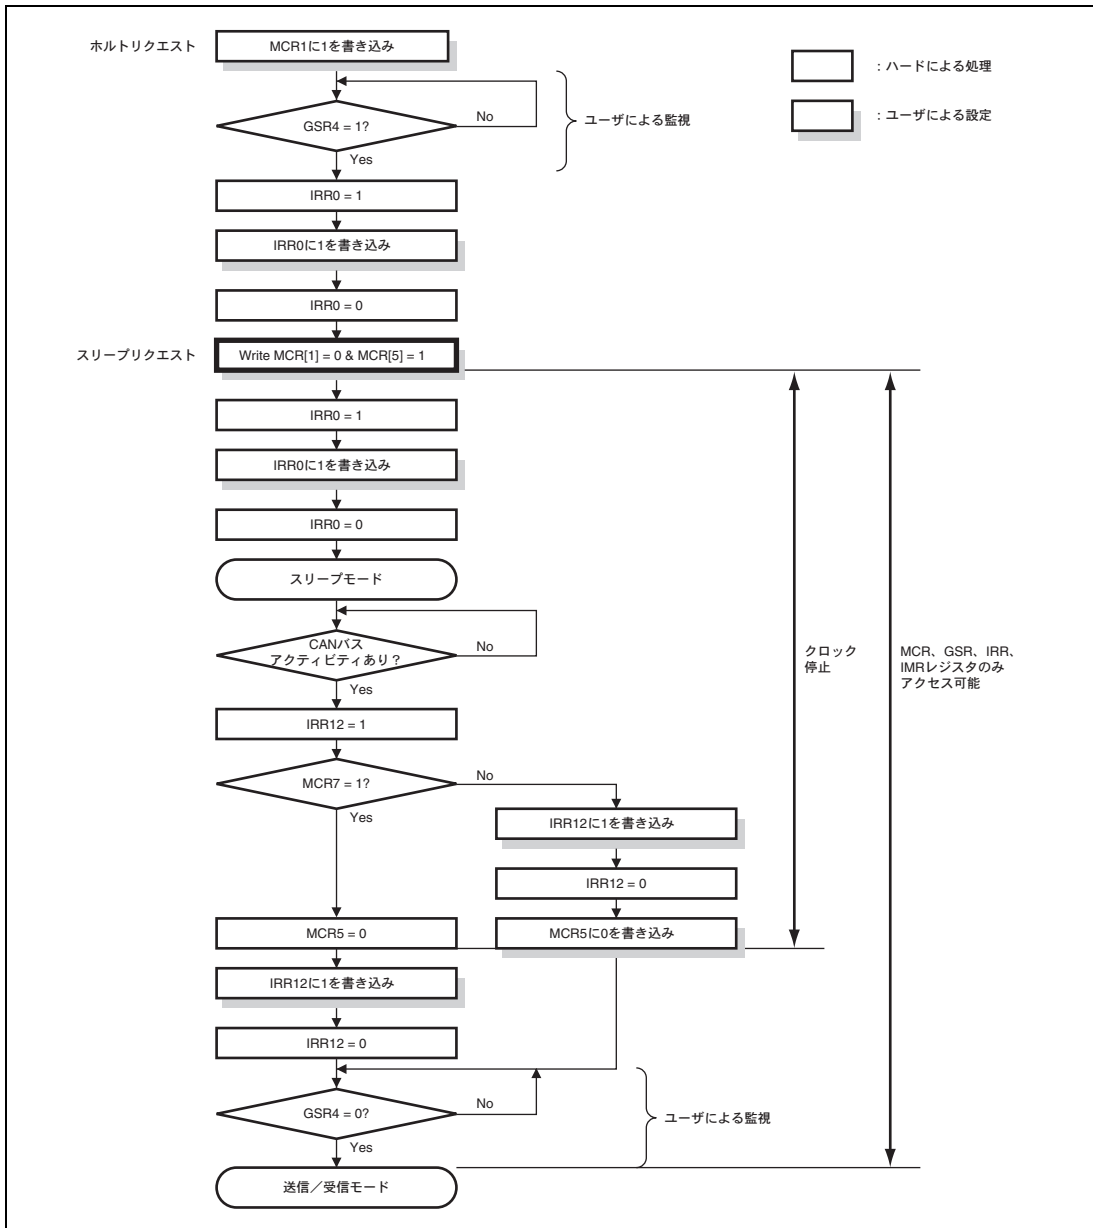 ホルトリクエスト
MCR1に1を書き込み
：ハードによる処理
：ユーザによる設定
GSR4 = 1?
No
ユーザによる監視
Yes
IRR0 = 1
IRR0に1を書き込み
IRR0 = 0
スリープリクエスト
Write MCR[1] = 0 & MCR[5] = 1
IRR0 = 1
IRR0に1を書き込み
IRR0 = 0
スリープモード
CANバス
アクティビティあり？
No
Yes
クロック
停止
MCR、GSR、IRR、
IMRレジスタのみ
アクセス可能
IRR12 = 1
MCR7 = 1?
No
Yes
IRR12に1を書き込み
IRR12 = 0
MCR5 = 0
MCR5に0を書き込み
IRR12に1を書き込み
IRR12 = 0
GSR4 = 0?
No
ユーザによる監視
Yes
送信／受信モード